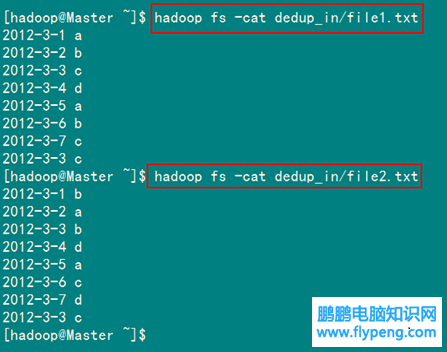 [hadoop@Master ~]$ hadoop fs -cat dedup_in/file1.txt
2012-3-1 a
2012-3-2 b
2012-3-3 c
2012-3-4 d
2012-3-5 a
2012-3-6 b
2012-3-7 c
2012-3-3 c
[hadoop@Master ~]$ hadoop fs -cat dedup_in/file2.txt
2012-3-1 b
2012-3-2 a
2012-3-3 b
2012-3-4 d
2012-3-5 a
2012-3-6 c
2012-3-7 d
2012-3-3 c
[hadoop@Master ~]$
鹏鹏电脑知识网
www.flypeng.com